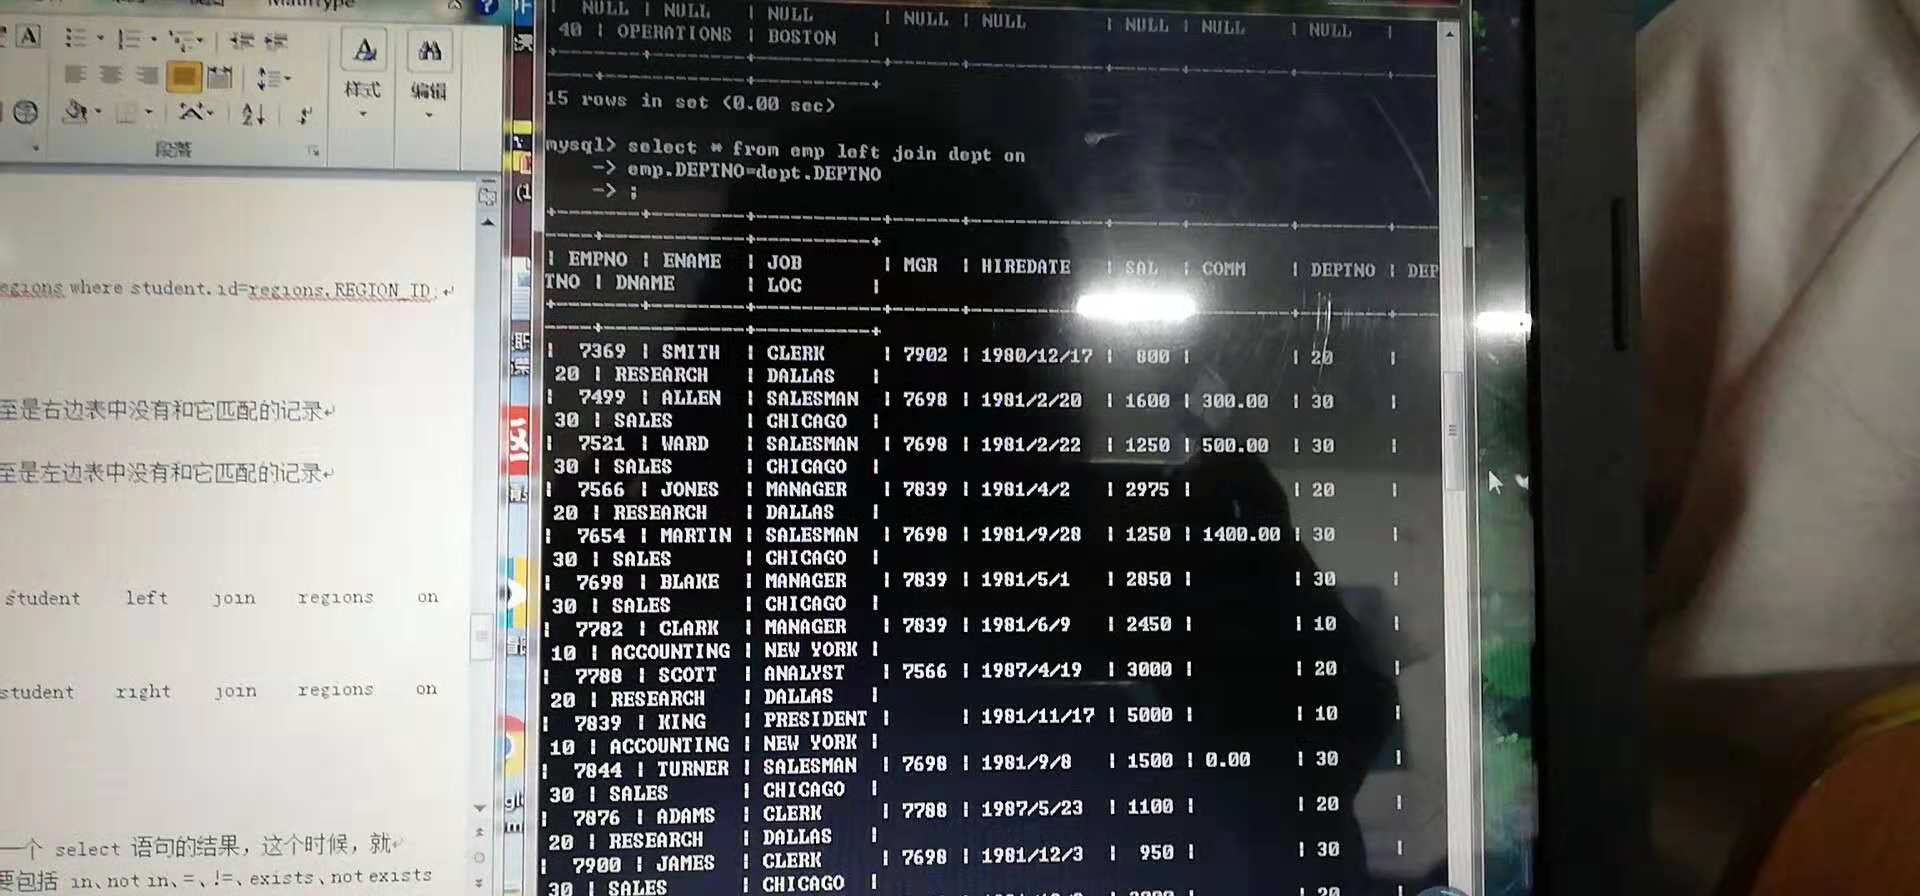 MathType
样式
编辑
段落
regions where student.id=regions.REGION_ID;
至是右边表中没有和它匹配的记录
至是左边表中没有和它匹配的记录
student left join regions on
student right join regions on
一个 select 语句的结果，这个时候，就
要包括 in、not in、=、!=、exists、not exists
| NULL | NULL | NULL | NULL | NULL | NULL | NULL | NULL |
40 | OPERATIONS | BOSTON |
15 rows in set (0.00 sec)
mysql> select * from emp left join dept on
-> emp.DEPTNO=dept.DEPTNO
-> ;
| EMPNO | ENAME | JOB | MGR | HIREDATE | SAL | COMM | DEPTNO | DEP
TNO | DNAME | LOC |
| 7369 | SMITH | CLERK | 7902 | 1980/12/17 | 800 | | 20 |
20 | RESEARCH | DALLAS |
| 7499 | ALLEN | SALESMAN | 7698 | 1981/2/20 | 1600 | 300.00 | 30 |
30 | SALES | CHICAGO |
| 7521 | WARD | SALESMAN | 7698 | 1981/2/22 | 1250 | 500.00 | 30 |
30 | SALES | CHICAGO |
| 7566 | JONES | MANAGER | 7839 | 1981/4/2 | 2975 | | 20 |
20 | RESEARCH | DALLAS |
| 7654 | MARTIN | SALESMAN | 7698 | 1981/9/28 | 1250 | 1400.00 | 30 |
30 | SALES | CHICAGO |
| 7698 | BLAKE | MANAGER | 7839 | 1981/5/1 | 2850 | | 30 |
30 | SALES | CHICAGO |
| 7782 | CLARK | MANAGER | 7839 | 1981/6/9 | 2450 | | 10 |
10 | ACCOUNTING | NEW YORK |
| 7788 | SCOTT | ANALYST | 7566 | 1987/4/19 | 3000 | | 20 |
20 | RESEARCH | DALLAS |
| 7839 | KING | PRESIDENT | | 1981/11/17 | 5000 | | 10 |
10 | ACCOUNTING | NEW YORK |
| 7844 | TURNER | SALESMAN | 7698 | 1981/9/8 | 1500 | 0.00 | 30 |
30 | SALES | CHICAGO |
| 7876 | ADAMS | CLERK | 7788 | 1987/5/23 | 1100 | | 20 |
20 | RESEARCH | DALLAS |
| 7900 | JAMES | CLERK | 7698 | 1981/12/3 | 950 | | 30 |
30 | SALES | CHICAGO |